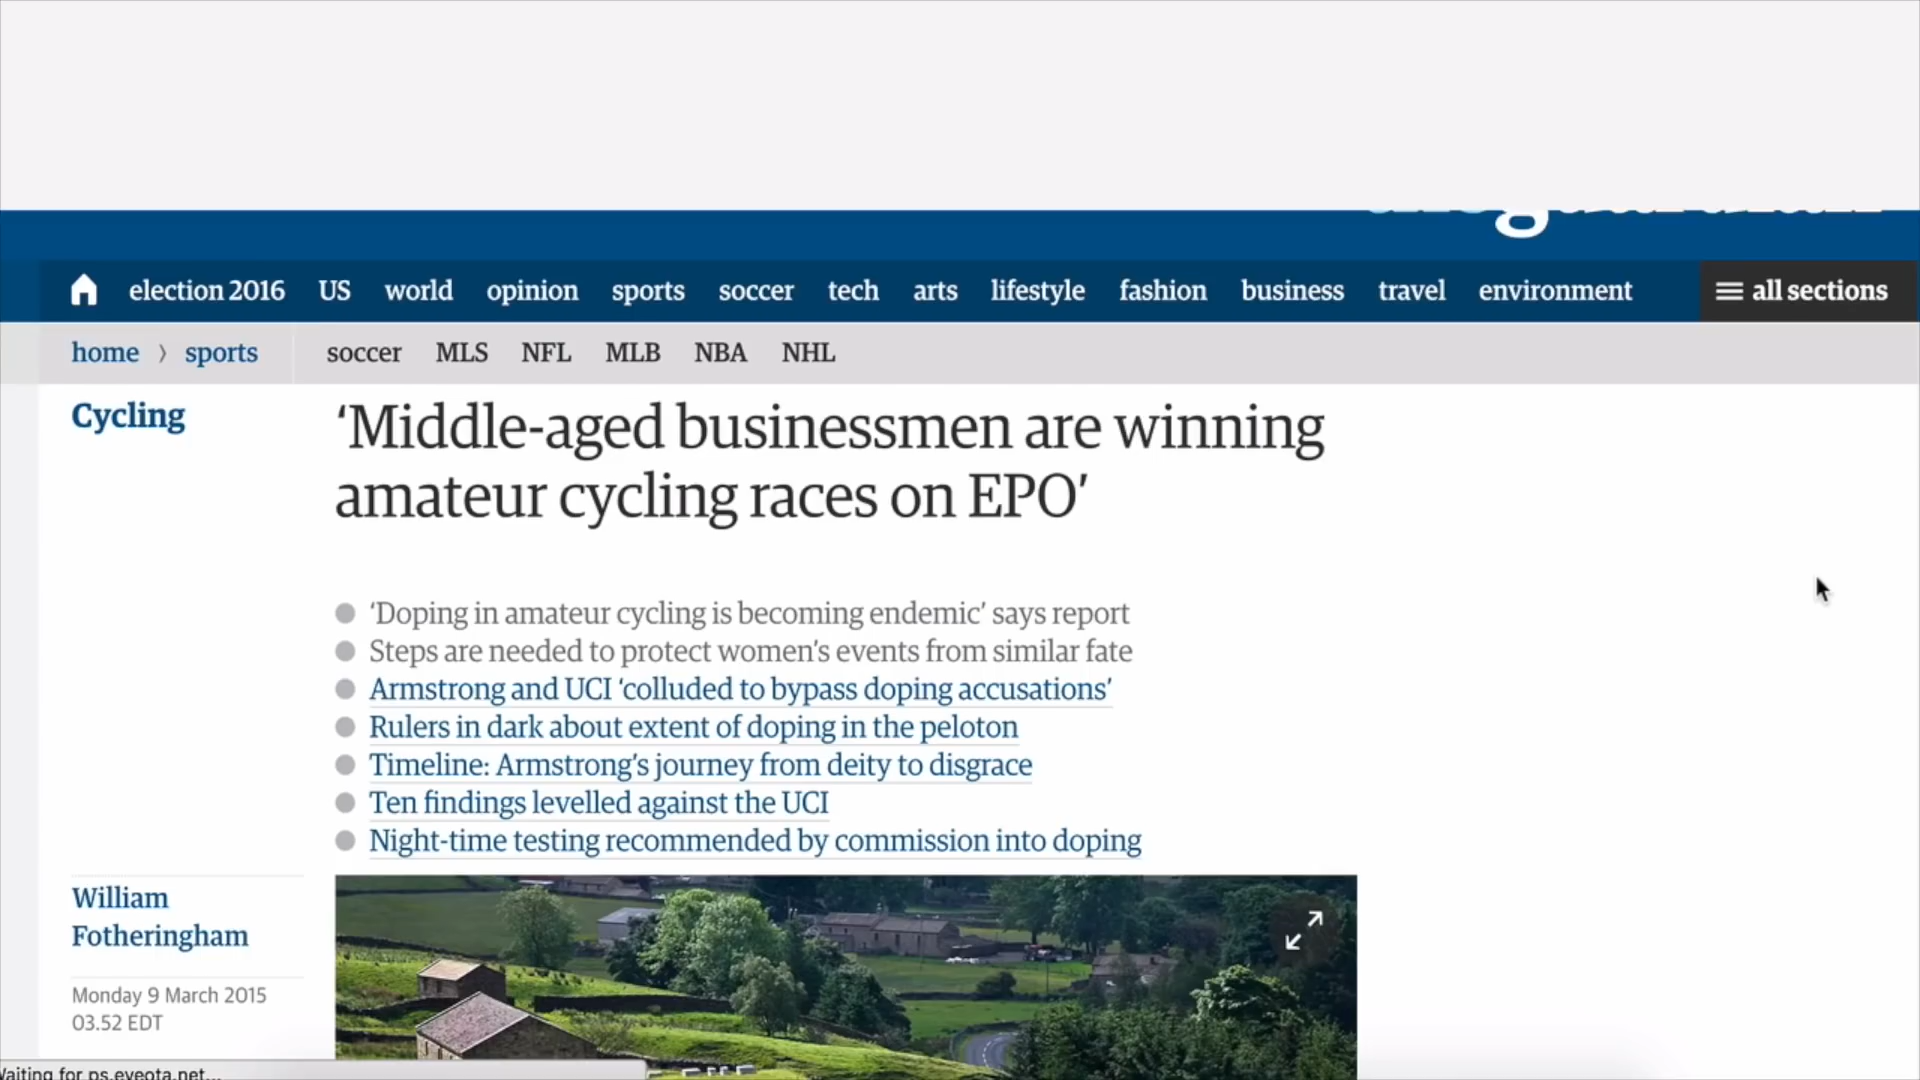 election 2016 US world opinion sports soccer tech arts lifestyle fashion business travel environment all sections
home sports soccer MLS NFL MLB NBA NHL
Cycling
‘Middle-aged businessmen are winning
amateur cycling races on EPO’
‘Doping in amateur cycling is becoming endemic’ says report
Steps are needed to protect women’s events from similar fate
Armstrong and UCI ‘colluded to bypass doping accusations’
Rulers in dark about extent of doping in the peloton
Timeline: Armstrong’s journey from deity to disgrace
Ten findings levelled against the UCI
Night-time testing recommended by commission into doping
William
Fotheringham
Monday 9 March 2015
03.52 EDT
Waiting for ps.eyeota.net...